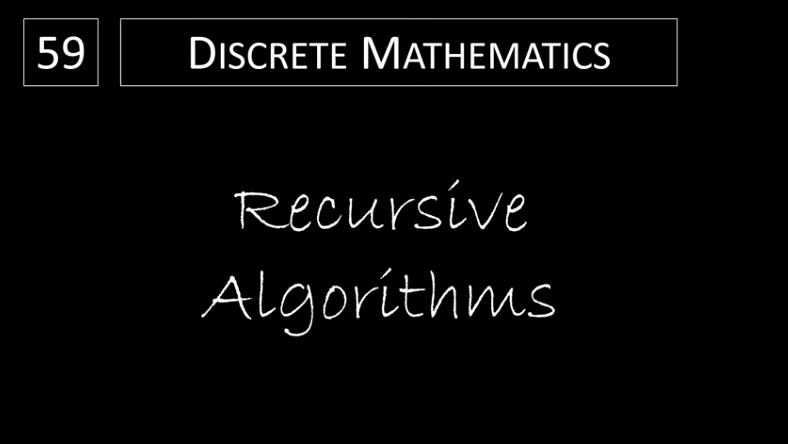 59
DISCRETE MATHEMATICS
Recursive
Algorithms